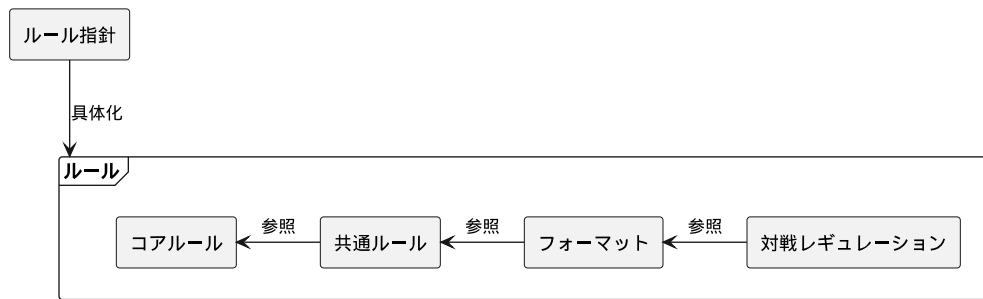 ルール指針
具体化
ルール
コアルール
参照
共通ルール
参照
フォーマット
参照
対戦レギュレーション